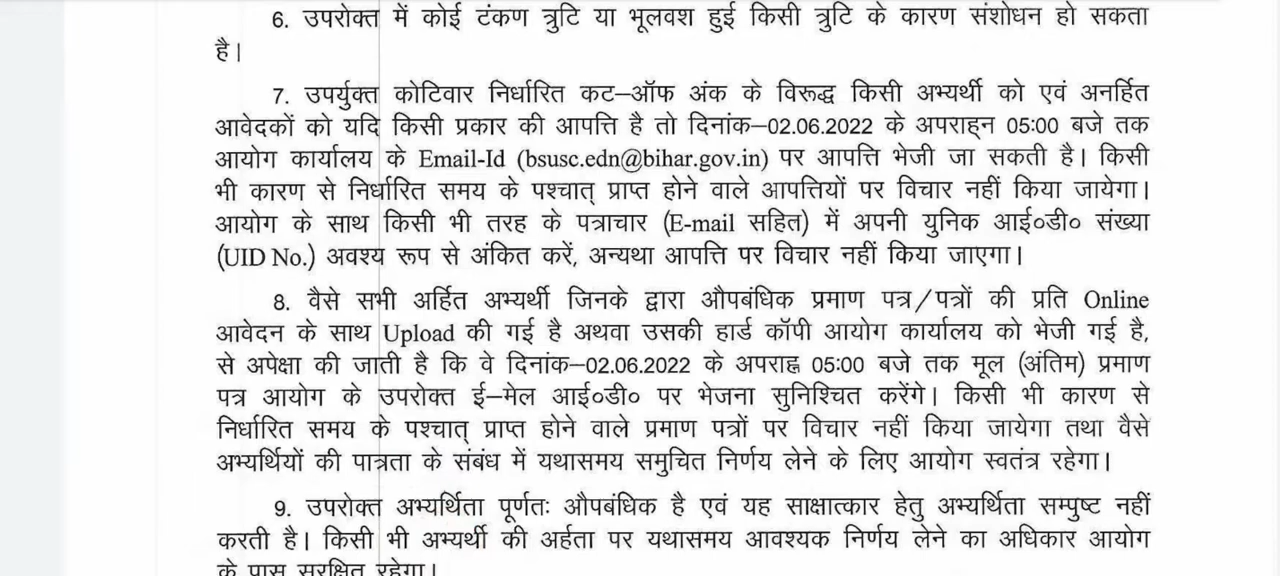 6. उपरोक्त में कोई टंकण त्रुटि या भूलवश हुई किसी त्रुटि के कारण संशोधन हो सकता
है।
7. उपर्युक्त कोटिवार निर्धारित कट–ऑफ अंक के विरूद्ध किसी अभ्यर्थी को एवं अनर्हित
आवेदकों को यदि किसी प्रकार की आपत्ति है तो दिनांक–02.06.2022 के अपराह्न 05:00 बजे तक
आयोग कार्यालय के Email-Id (bsusc.edn@bihar.gov.in) पर आपत्ति भेजी जा सकती है। किसी
भी कारण से निर्धारित समय के पश्चात् प्राप्त होने वाले आपत्तियों पर विचार नहीं किया जायेगा।
आयोग के साथ किसी भी तरह के पत्राचार (E-mail सहित) में अपनी युनिक आई०डी० संख्या
(UID No.) अवश्य रूप से अंकित करें, अन्यथा आपत्ति पर विचार नहीं किया जाएगा।
8. वैसे सभी अर्हित अभ्यर्थी जिनके द्वारा औपबंधिक प्रमाण पत्र/पत्रों की प्रति Online
आवेदन के साथ Upload की गई है अथवा उसकी हार्ड कॉपी आयोग कार्यालय को भेजी गई है,
से अपेक्षा की जाती है कि वे दिनांक–02.06.2022 के अपराह्न 05:00 बजे तक मूल (अंतिम) प्रमाण
पत्र आयोग के उपरोक्त ई–मेल आई०डी० पर भेजना सुनिश्चित करेंगे। किसी भी कारण से
निर्धारित समय के पश्चात् प्राप्त होने वाले प्रमाण पत्रों पर विचार नहीं किया जायेगा तथा वैसे
अभ्यर्थियों की पात्रता के संबंध में यथासमय समुचित निर्णय लेने के लिए आयोग स्वतंत्र रहेगा।
9. उपरोक्त अभ्यर्थिता पूर्णतः औपबंधिक है एवं यह साक्षात्कार हेतु अभ्यर्थिता सम्पुष्ट नहीं
करती है। किसी भी अभ्यर्थी की अर्हता पर यथासमय आवश्यक निर्णय लेने का अधिकार आयोग
के पास सुरक्षित रहेगा।